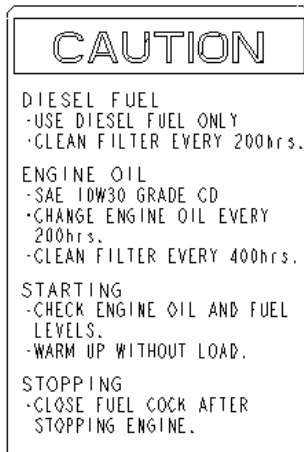 CAUTION
DIESEL FUEL
·USE DIESEL FUEL ONLY
·CLEAN FILTER EVERY 200hrs.
ENGINE OIL
·SAE 10W30 GRADE CD
·CHANGE ENGINE OIL EVERY
200hrs.
·CLEAN FILTER EVERY 400hrs.
STARTING
·CHECK ENGINE OIL AND FUEL
LEVELS.
·WARM UP WITHOUT LOAD.
STOPPING
·CLOSE FUEL COCK AFTER
STOPPING ENGINE.